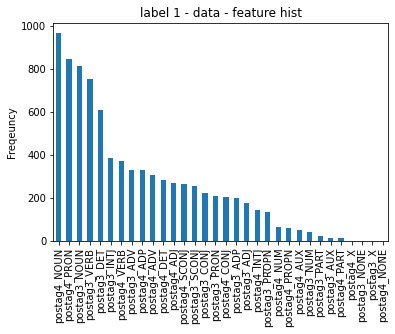 label 1 - data - feature hist
1000
800
600
400
200
0
Freqeuncy
postag4_NOUN
postag4_PRON
postag3_NOUN
postag3_VERB
postag3_DET
postag3_INTJ
postag4_VERB
postag3_ADV
postag4_ADP
postag4_ADV
postag4_DET
postag4_ADJ
postag4_SCONJ
postag3_SCONJ
postag3_CONJ
postag3_PRON
postag4_CONJ
postag3_ADP
postag3_ADJ
postag4_INTJ
postag3_PROPN
postag4_NUM
postag4_PROPN
postag4_AUX
postag3_NUM
postag3_PART
postag3_AUX
postag4_PART
postag4_X
postag3_NONE
postag3_X
postag4_NONE